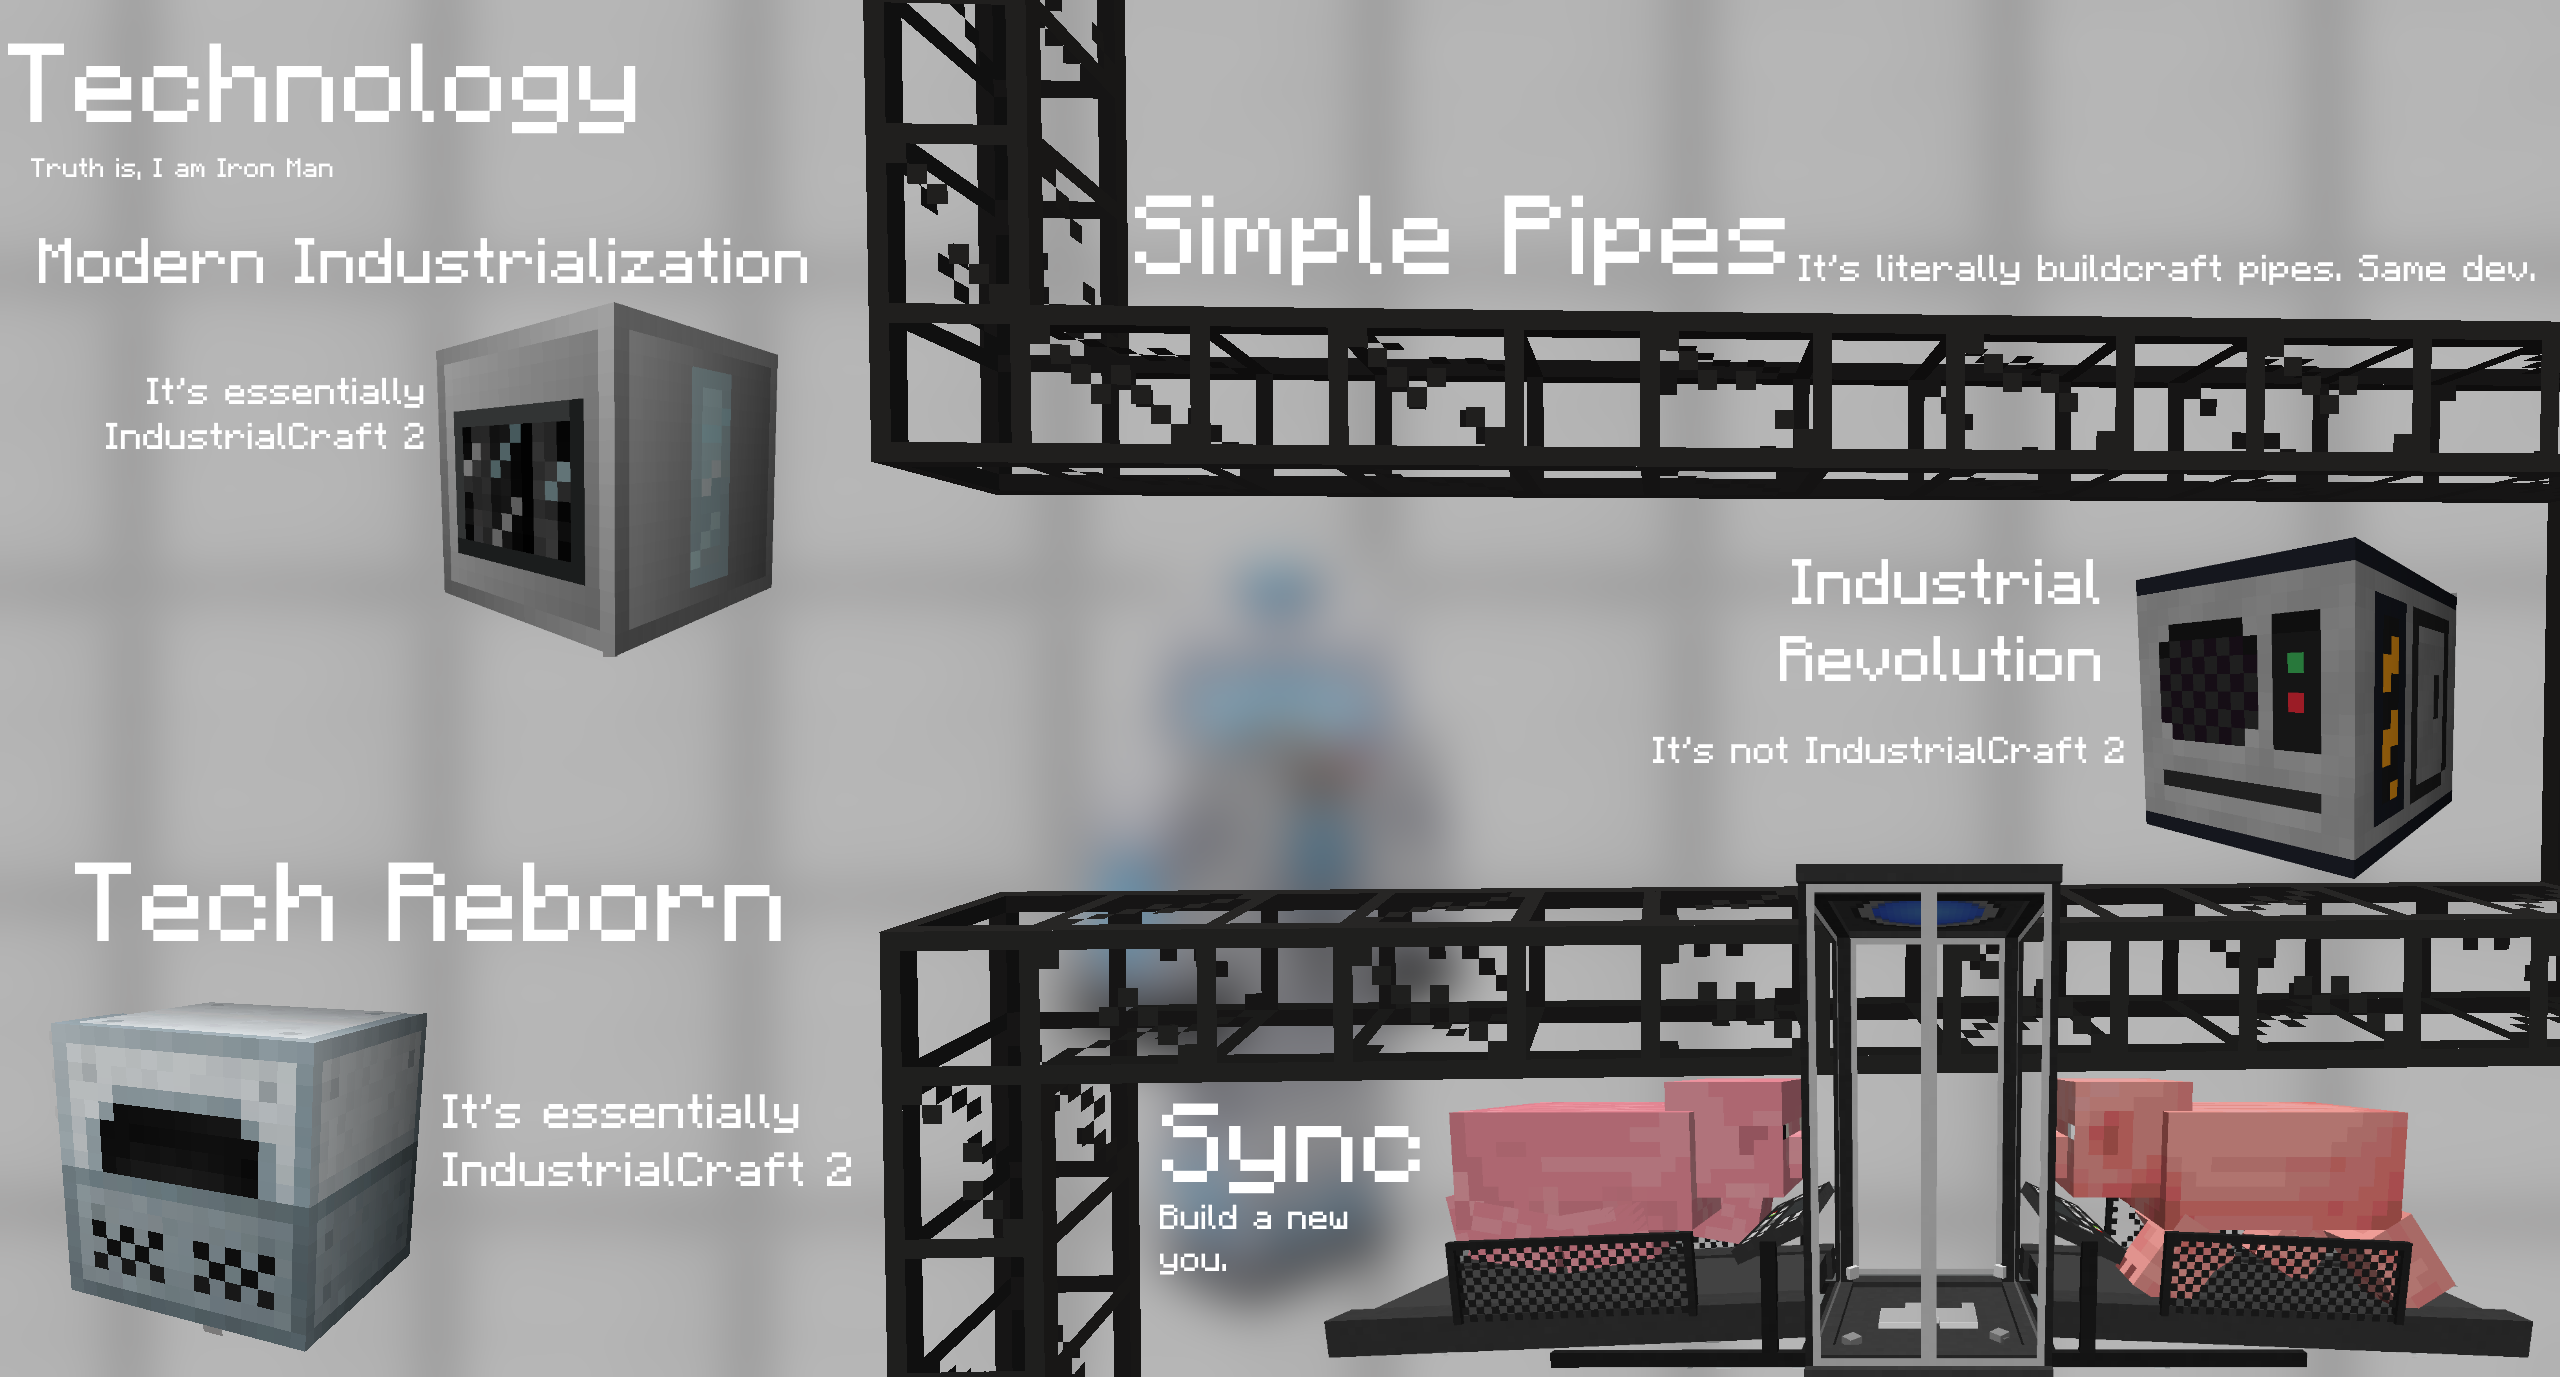 Technology
Truth is, I am Iron Man
Modern Industrialization
It's essentially
IndustrialCraft 2
Simple Pipes
It's literally buildcraft pipes. Same dev.
Industrial
Revolution
It's not IndustrialCraft 2
Tech Reborn
It's essentially
IndustrialCraft 2
Sync
Build a new
you.